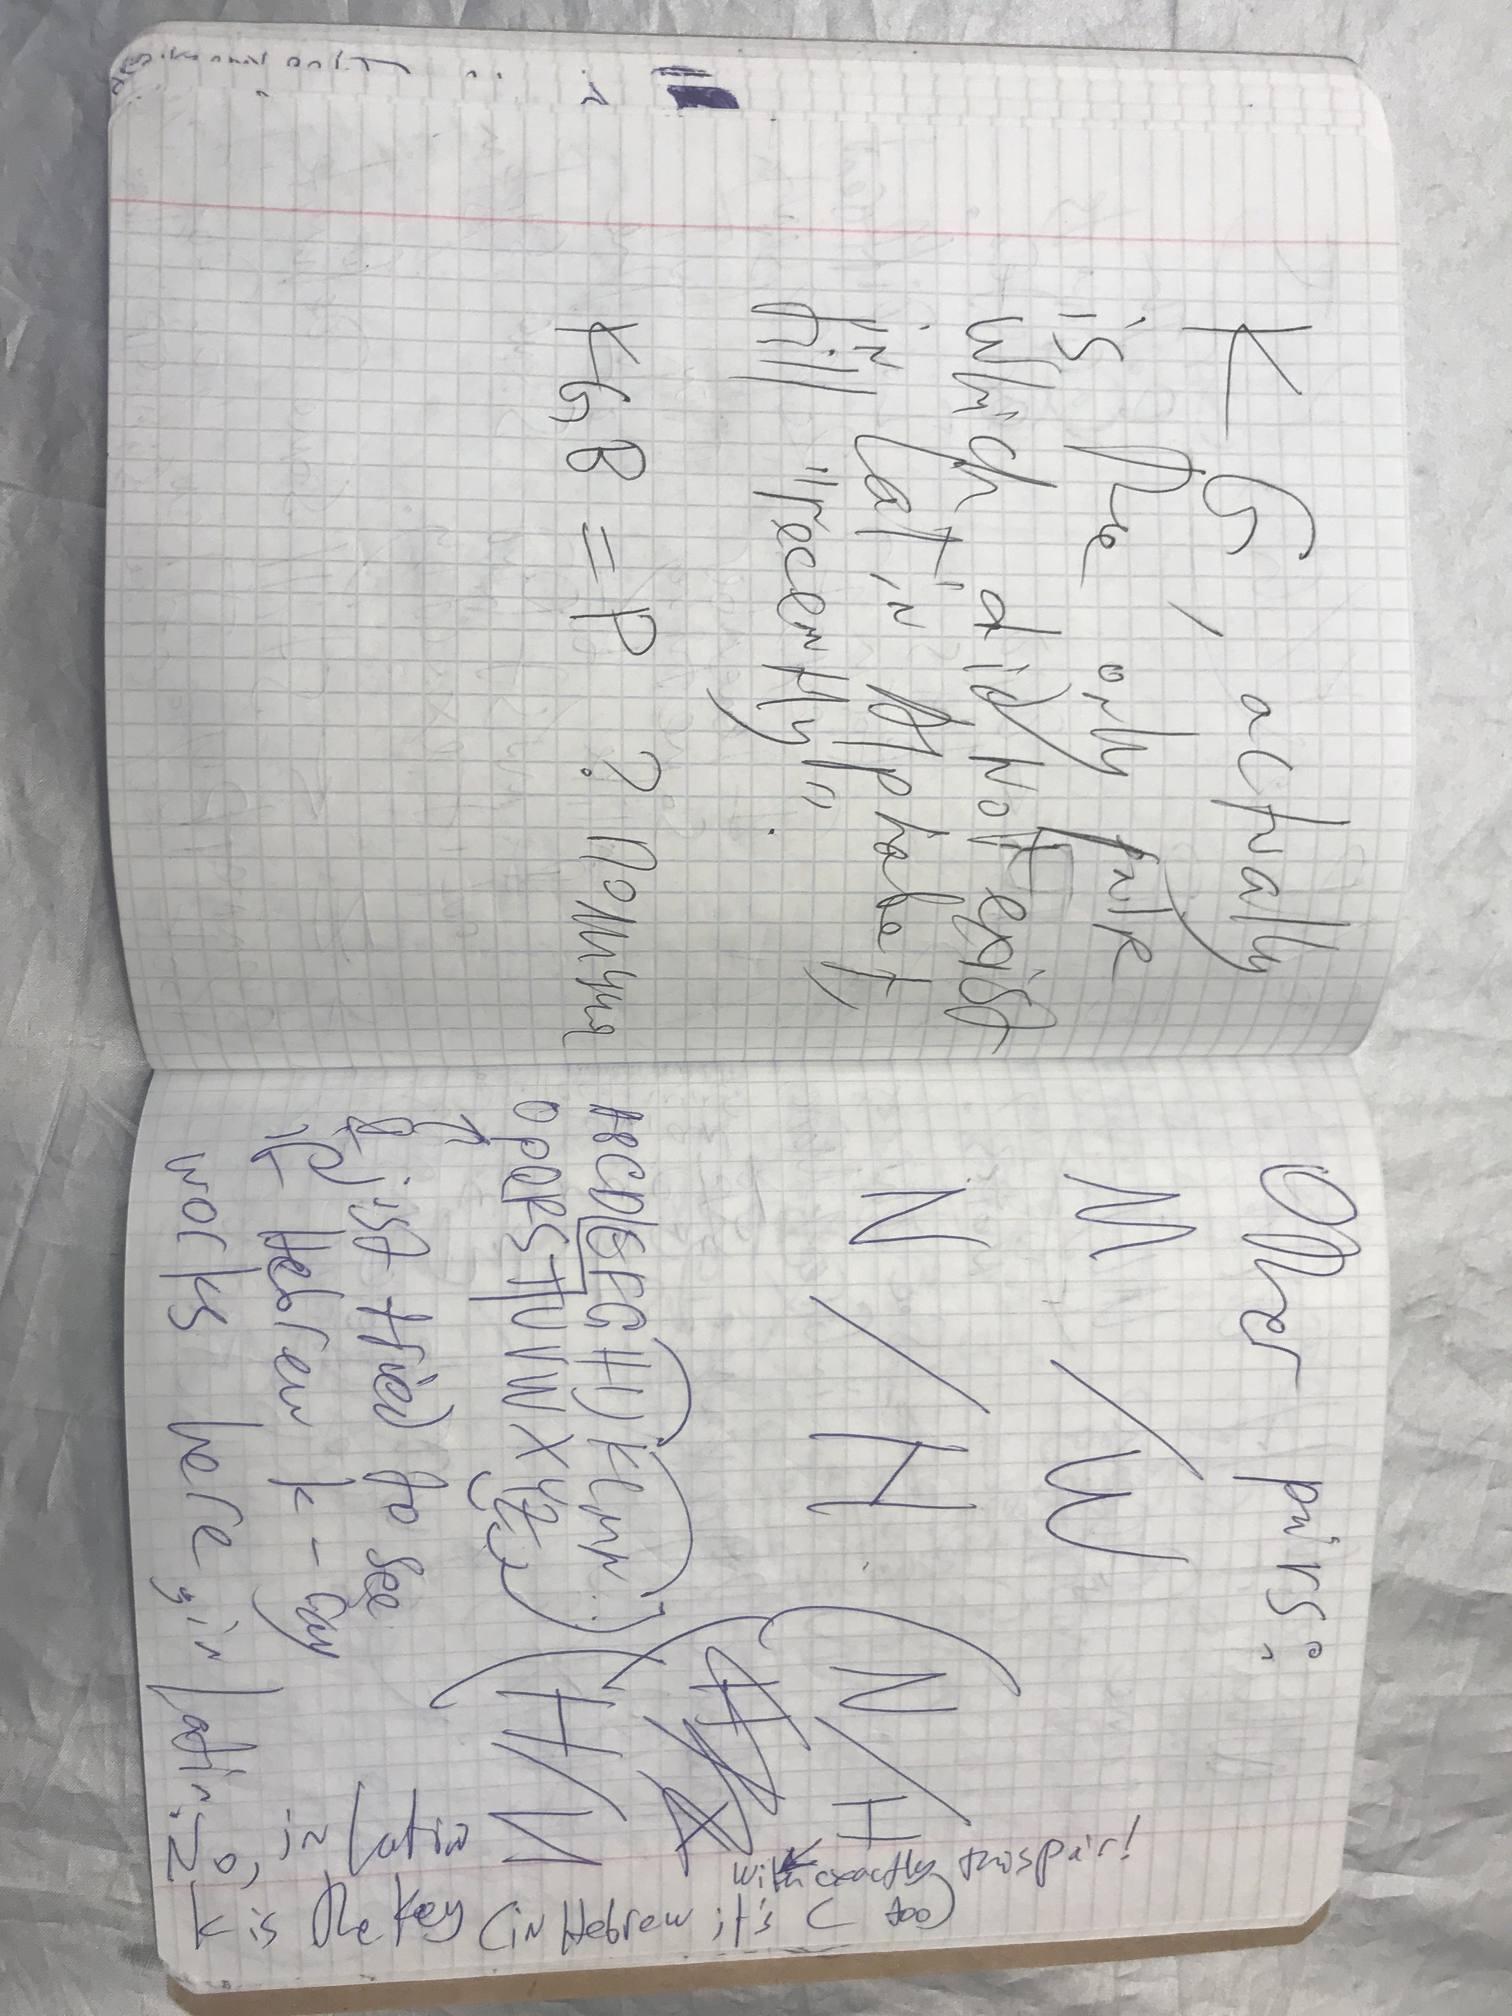 K G, actually
is the only pair
which did not exist
in Latin Alphabet,
till "recently".
KGB = P ? полиция
Other pairs:
M / W
N / H
N / H
И / N
with exactly this pair!
ABCDEFGHIJKLMN
OPQRSTUVWXYZ
I just tried to see
if Hebrew k-
works here, in latin. No, in Latin
K is the key (in Hebrew it's C too)